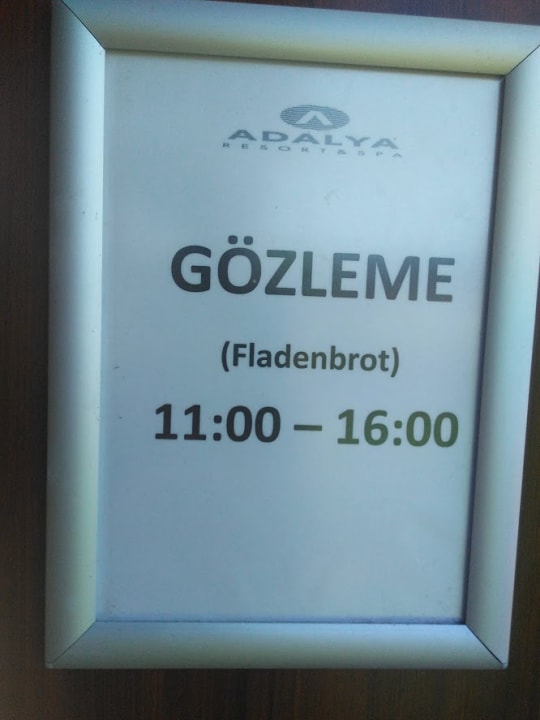 ADALYA
RESORT & SPA
GÖZLEME
(Fladenbrot)
11:00 – 16:00